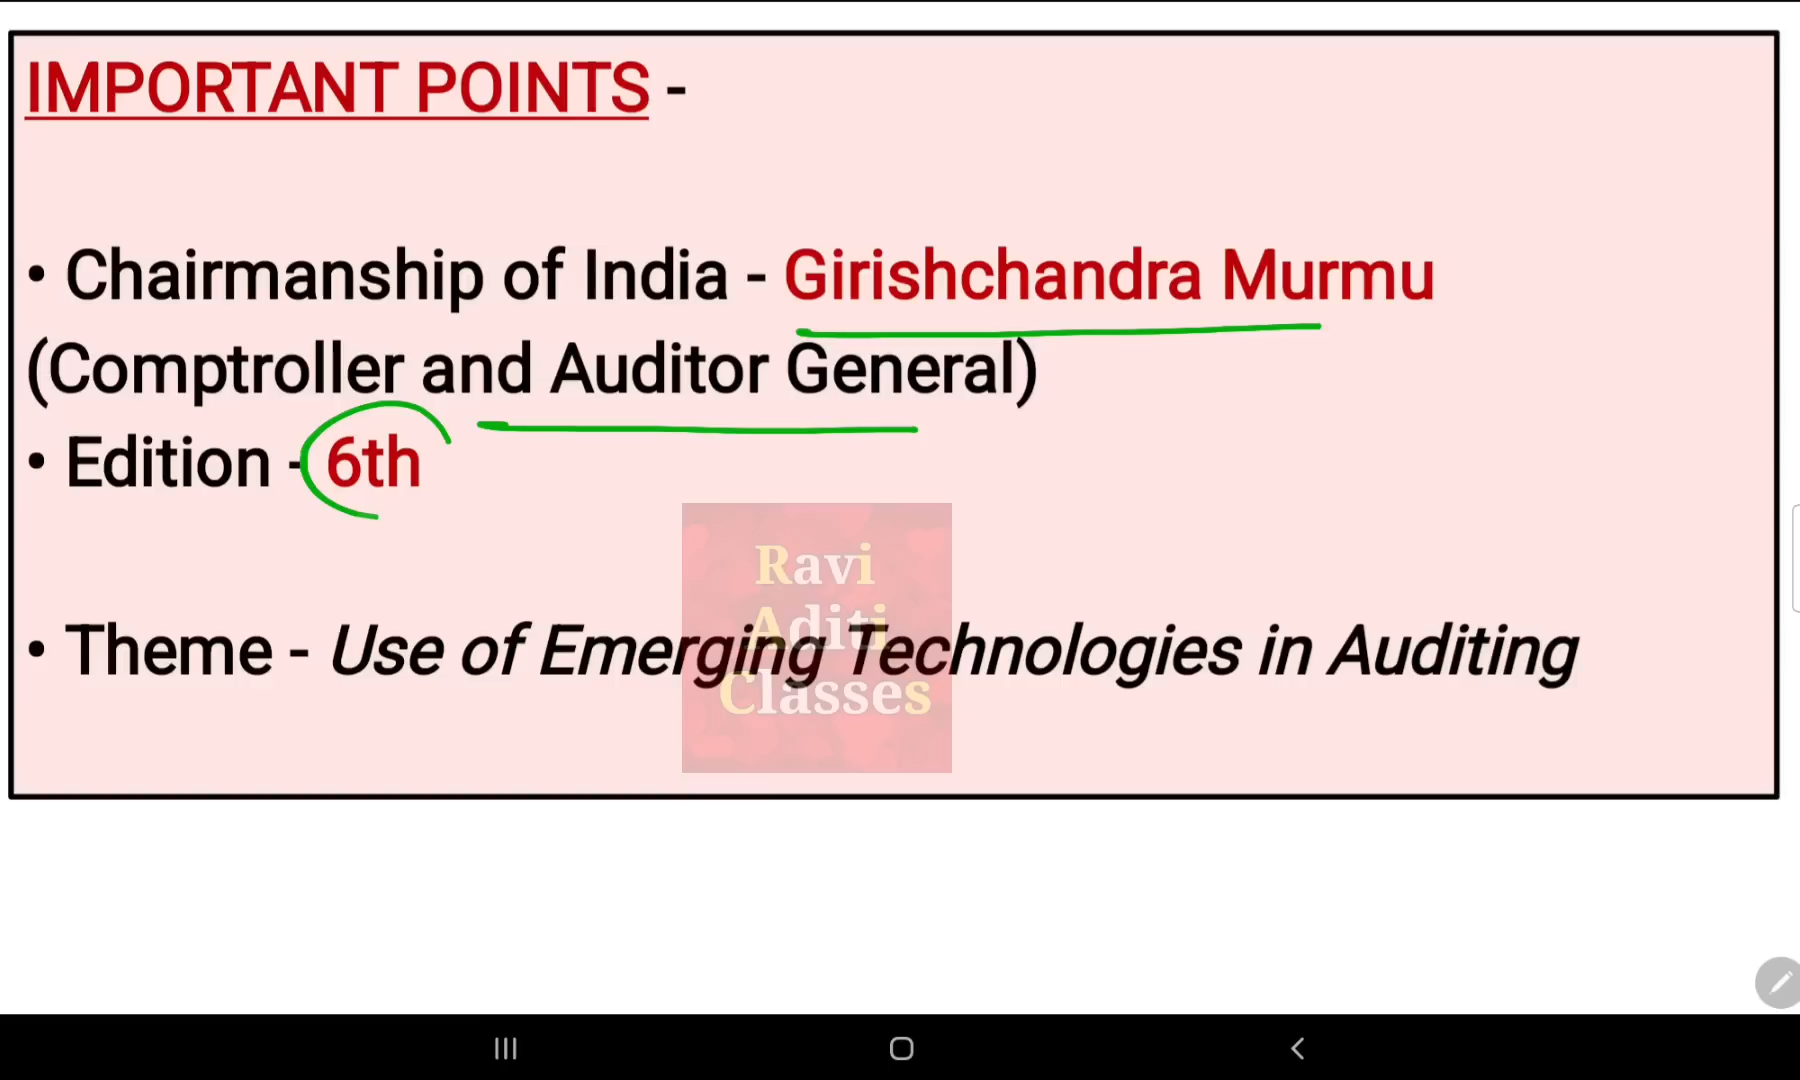 IMPORTANT POINTS -
• Chairmanship of India - Girishchandra Murmu
(Comptroller and Auditor General)
• Edition - 6th
Ravi
Aditi
Classes
• Theme - Use of Emerging Technologies in Auditing